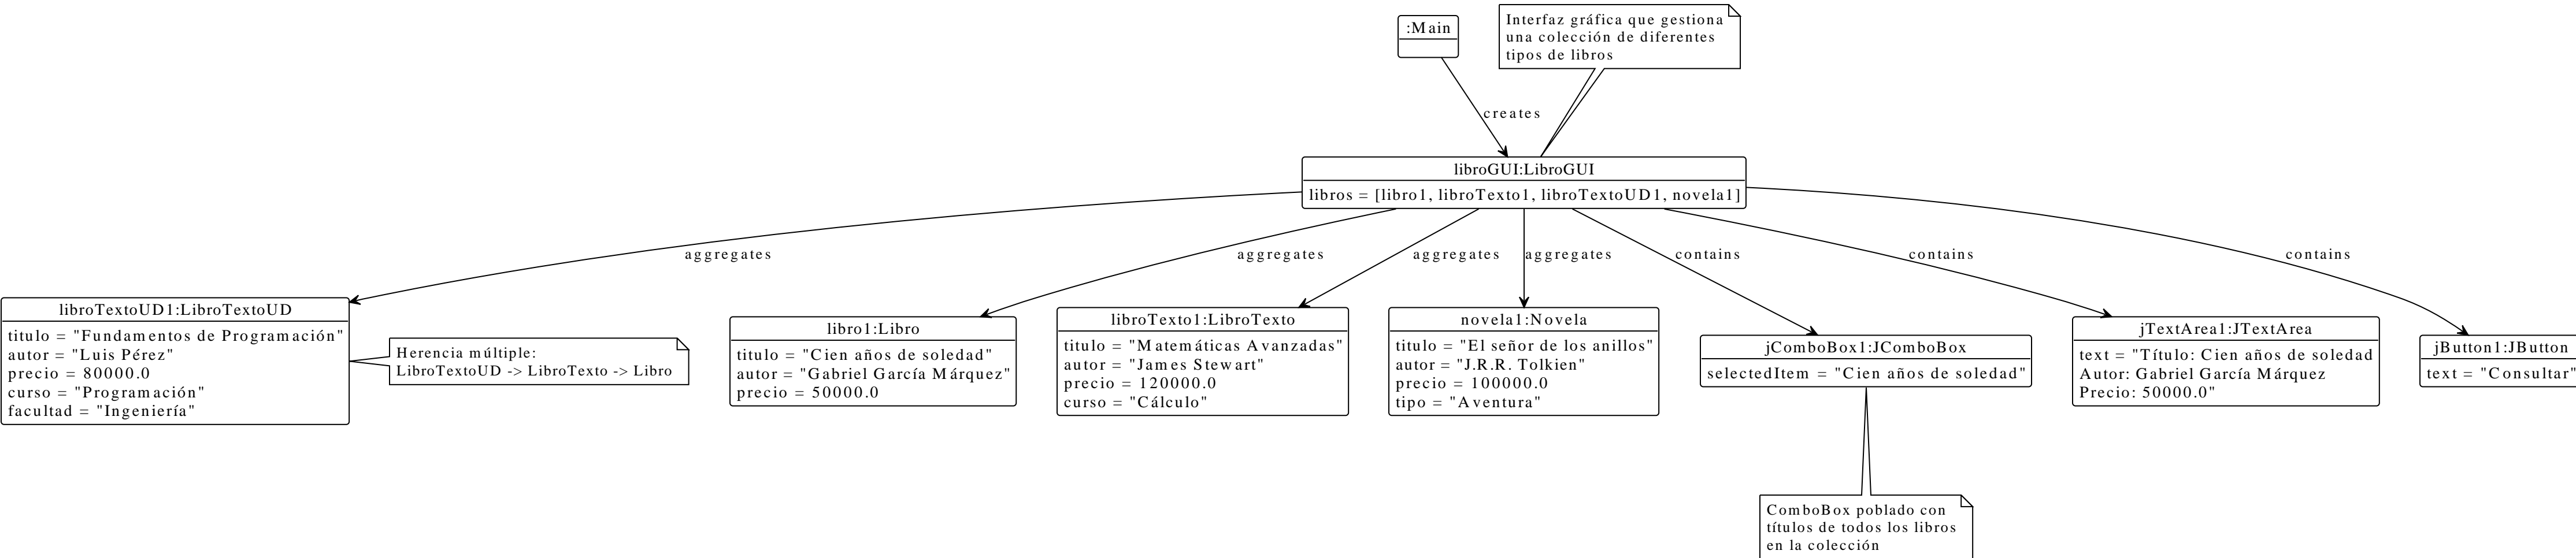 :Main
Interfaz gráfica que gestiona
una colección de diferentes
tipos de libros
creates
libroGUI:LibroGUI
libros = [libro1, libroTexto1, libroTextoUD1, novela1]
aggregates
aggregates
aggregates
aggregates
contains
contains
contains
libroTextoUD1:LibroTextoUD
titulo = "Fundamentos de Programación"
autor = "Luis Pérez"
precio = 80000.0
curso = "Programación"
facultad = "Ingeniería"
Herencia múltiple:
LibroTextoUD -> LibroTexto -> Libro
libro1:Libro
titulo = "Cien años de soledad"
autor = "Gabriel García Márquez"
precio = 50000.0
libroTexto1:LibroTexto
titulo = "Matemáticas Avanzadas"
autor = "James Stewart"
precio = 120000.0
curso = "Cálculo"
novela1:Novela
titulo = "El señor de los anillos"
autor = "J.R.R. Tolkien"
precio = 100000.0
tipo = "Aventura"
jComboBox1:JComboBox
selectedItem = "Cien años de soledad"
jTextArea1:JTextArea
text = "Título: Cien años de soledad
Autor: Gabriel García Márquez
Precio: 50000.0"
jButton1:JButton
text = "Consultar"
ComboBox poblado con
títulos de todos los libros
en la colección